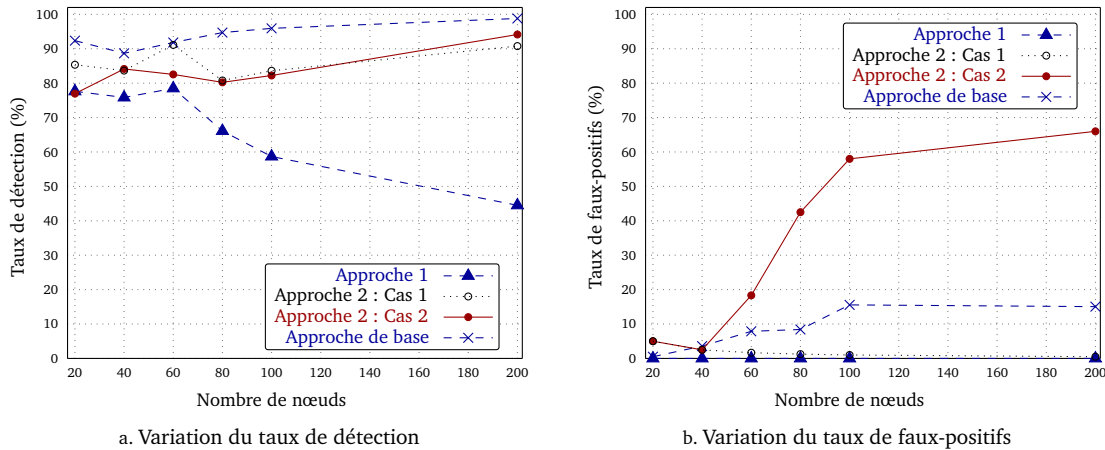 100
90
80
70
60
50
40
30
20
10
0
Taux de détection (%)
Approche 1
Approche 2 : Cas 1
Approche 2 : Cas 2
Approche de base
20 40 60 80 100 120 140 160 180 200
Nombre de nœuds
a. Variation du taux de détection
100
90
80
70
60
50
40
30
20
10
0
Taux de faux-positifs (%)
Approche 1
Approche 2 : Cas 1
Approche 2 : Cas 2
Approche de base
20 40 60 80 100 120 140 160 180 200
Nombre de nœuds
b. Variation du taux de faux-positifs